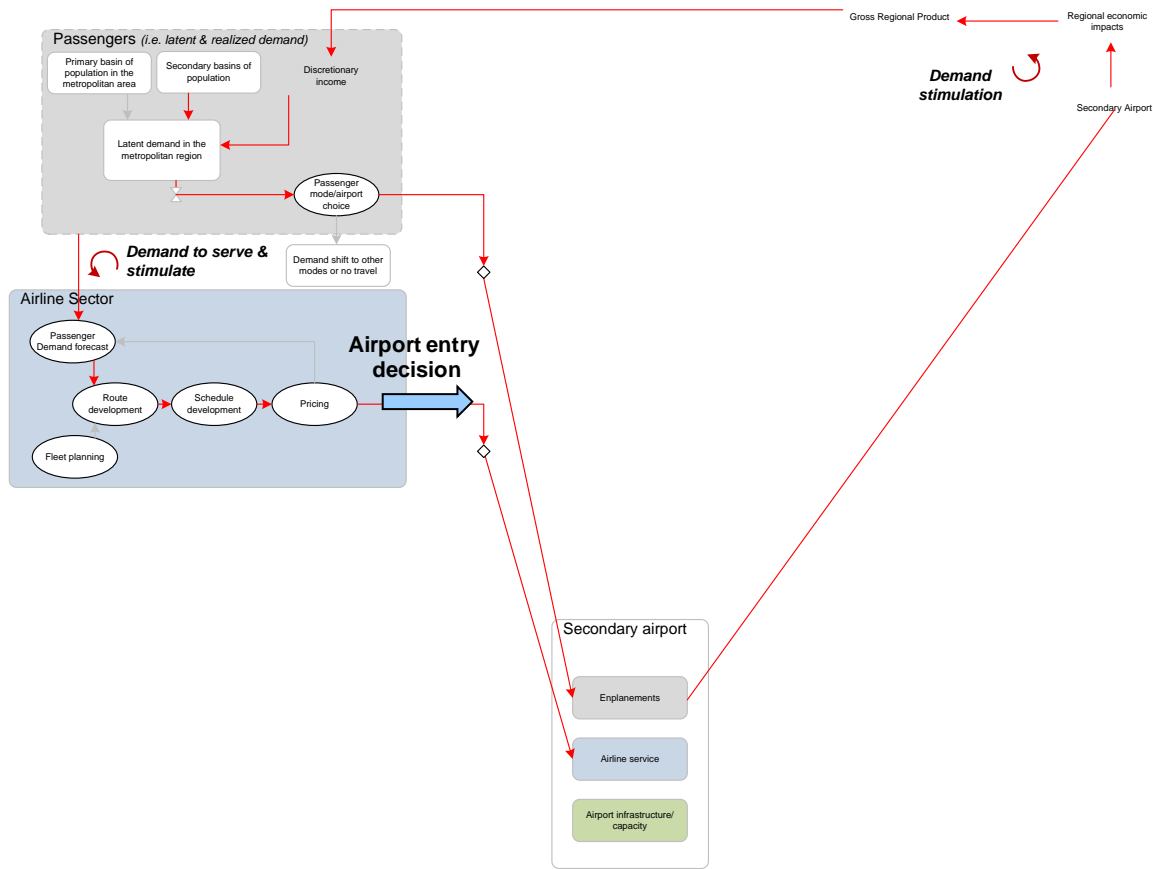 Gross Regional Product
Regional economic
impacts
Passengers (i.e. latent & realized demand)
Primary basin of
population in the
metropolitan area
Secondary basins of
population
Discretionary
income
Demand
stimulation
Secondary Airport
Latent demand in the
metropolitan region
Passenger
mode/airport
choice
Demand to serve &
stimulate
Demand shift to other
modes or no travel
Airline Sector
Passenger
Demand forecast
Airport entry
decision
Route
development
Schedule
development
Pricing
Fleet planning
Secondary airport
Enplanements
Airline service
Airport infrastructure/
capacity